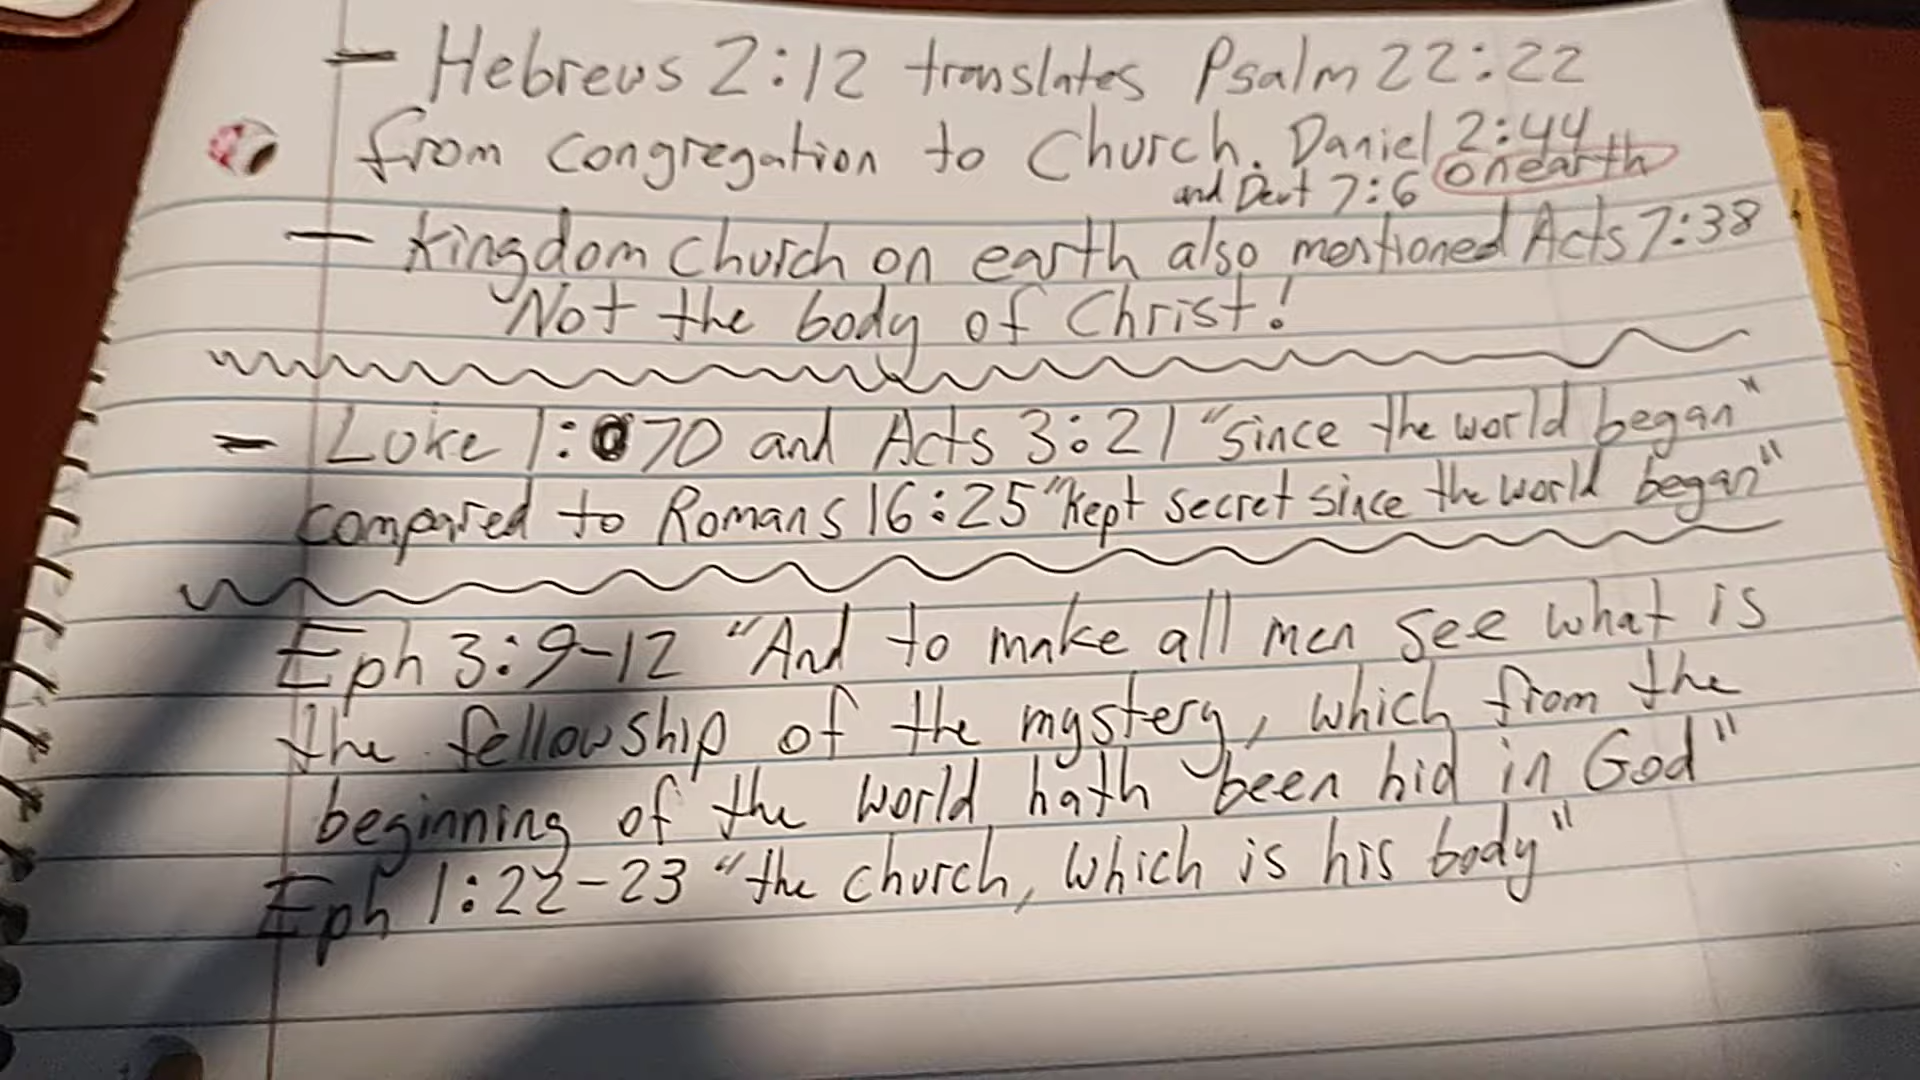 - Hebrews 2:12 translates Psalm 22:22
from congregation to Church. Daniel 2:44
and Deut 7:6 on earth
- Kingdom church on earth also mentioned Acts 7:38
Not the body of Christ!
- Luke 1:70 and Acts 3:21 "since the world began"
compared to Romans 16:25 "kept secret since the world began"
Eph 3:9-12 "And to make all men see what is
the fellowship of the mystery, which from the
beginning of the world hath been hid in God"
Eph 1:22-23 "the church, which is his body"